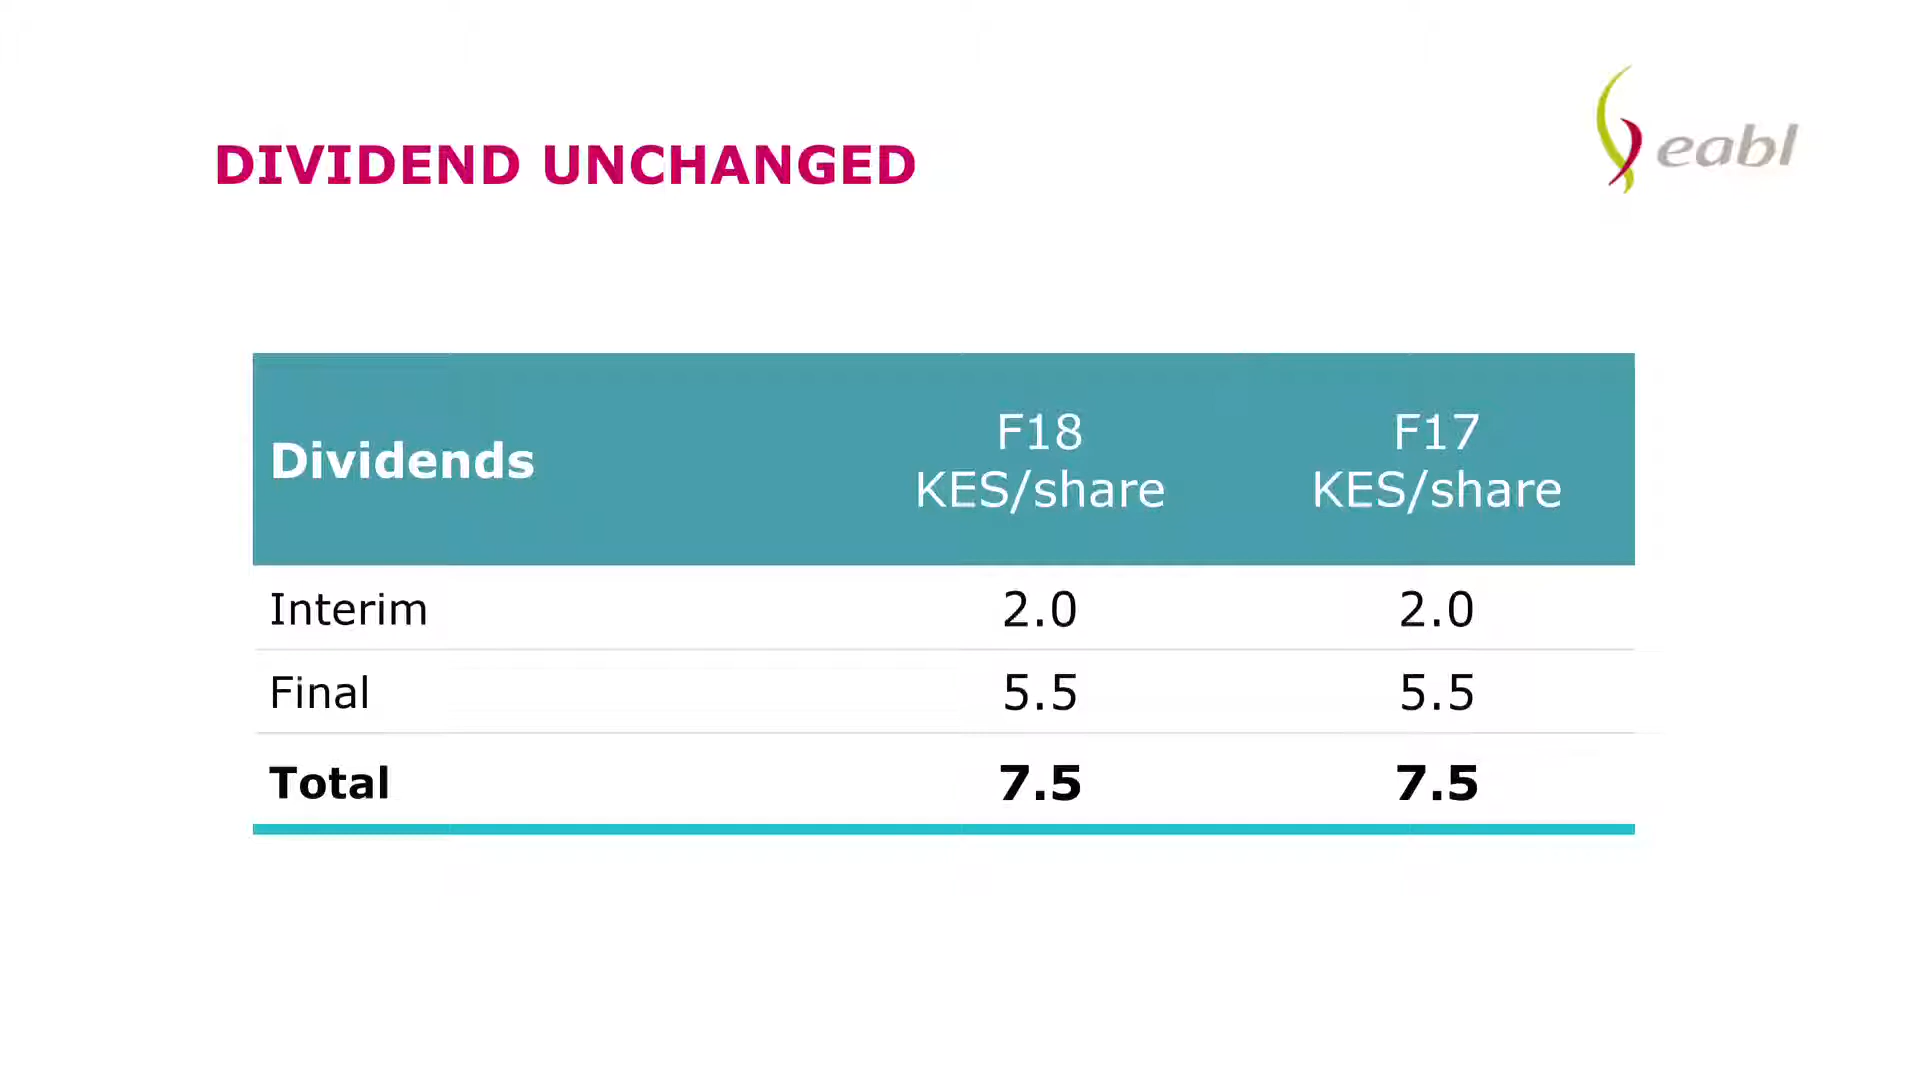 DIVIDEND UNCHANGED
eabl
Dividends
F18 KES/share
F17 KES/share
Interim 2.0 2.0
Final 5.5 5.5
Total 7.5 7.5